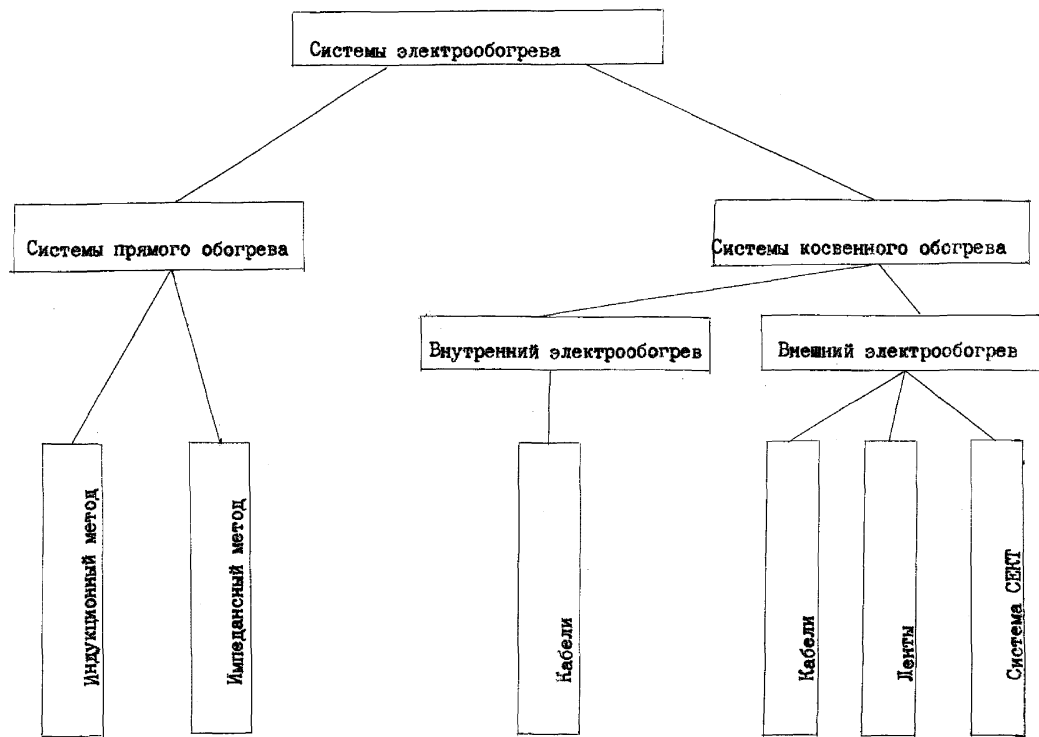 Системы электрообогрева
Системы прямого обогрева
Системы косвенного обогрева
Внутренний электрообогрев
Внешний электрообогрев
Индукционный метод
Импедансный метод
Кабели
Кабели
Ленты
Система СЕКТ